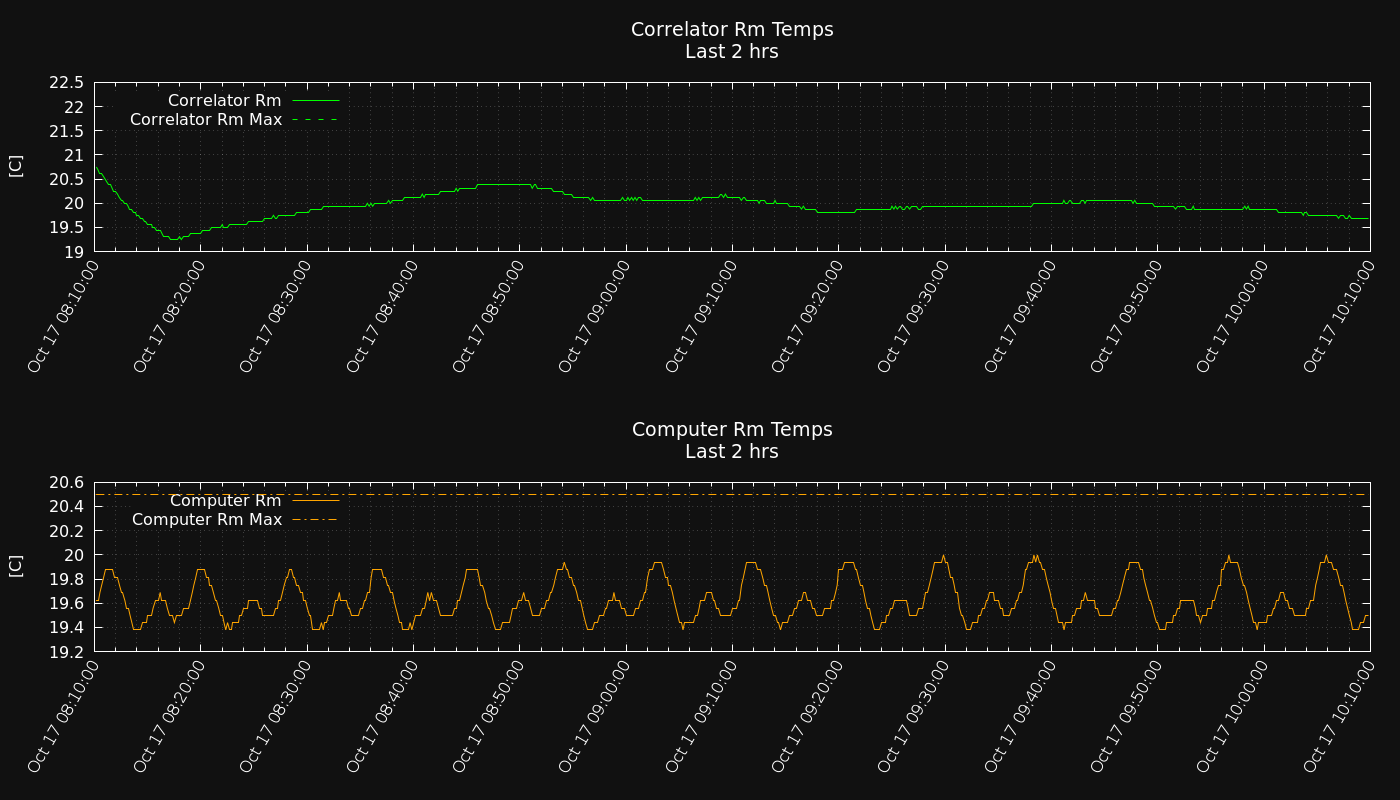 Correlator Rm Temps
Last 2 hrs
22.5
22
21.5
21
20.5
20
19.5
19
[C]
Correlator Rm
Correlator Rm Max
Oct 17 08:10:00
Oct 17 08:20:00
Oct 17 08:30:00
Oct 17 08:40:00
Oct 17 08:50:00
Oct 17 09:00:00
Oct 17 09:10:00
Oct 17 09:20:00
Oct 17 09:30:00
Oct 17 09:40:00
Oct 17 09:50:00
Oct 17 10:00:00
Oct 17 10:10:00
Computer Rm Temps
Last 2 hrs
20.6
20.4
20.2
20
19.8
19.6
19.4
19.2
[C]
Computer Rm
Computer Rm Max
Oct 17 08:10:00
Oct 17 08:20:00
Oct 17 08:30:00
Oct 17 08:40:00
Oct 17 08:50:00
Oct 17 09:00:00
Oct 17 09:10:00
Oct 17 09:20:00
Oct 17 09:30:00
Oct 17 09:40:00
Oct 17 09:50:00
Oct 17 10:00:00
Oct 17 10:10:00